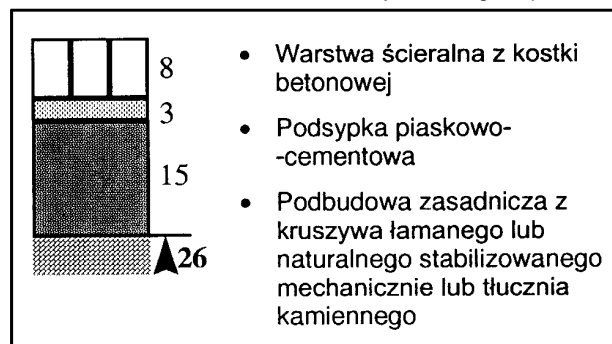 8
3
15
26
• Warstwa ścieralna z kostki
betonowej
• Podsypka piaskowo-
-cementowa
• Podbudowa zasadnicza z
kruszywa łamanego lub
naturalnego stabilizowanego
mechanicznie lub tłucznia
kamiennego